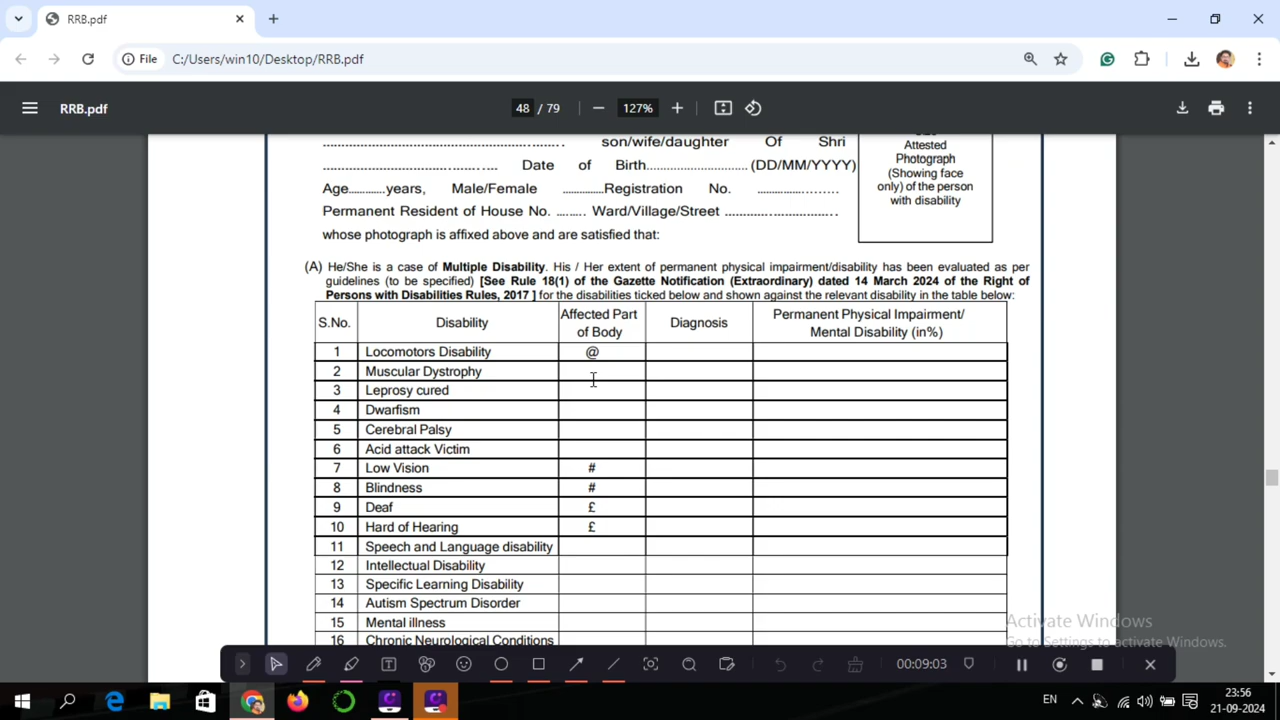 RRB.pdf
File C:/Users/win10/Desktop/RRB.pdf
RRB.pdf
48 / 79
127%
son/wife/daughter Of Shri
Date of Birth............................ (DD/MM/YYYY)
Age.............years, Male/Female ...............Registration No. ......................
Permanent Resident of House No. ........ Ward/Village/Street ..............................
whose photograph is affixed above and are satisfied that:
Attested
Photograph
(Showing face
only) of the person
with disability
(A) He/She is a case of Multiple Disability. His / Her extent of permanent physical impairment/disability has been evaluated as per
guidelines (to be specified) [See Rule 18(1) of the Gazette Notification (Extraordinary) dated 14 March 2024 of the Right of
Persons with Disabilities Rules, 2017 ] for the disabilities ticked below and shown against the relevant disability in the table below:
S.No. Disability Affected Part of Body Diagnosis Permanent Physical Impairment/ Mental Disability (in%)
1 Locomotors Disability @
2 Muscular Dystrophy
3 Leprosy cured
4 Dwarfism
5 Cerebral Palsy
6 Acid attack Victim
7 Low Vision #
8 Blindness #
9 Deaf £
10 Hard of Hearing £
11 Speech and Language disability
12 Intellectual Disability
13 Specific Learning Disability
14 Autism Spectrum Disorder
15 Mental illness
16 Chronic Neurological Conditions
Activate Windows
Go to Settings to activate Windows.
00:09:03
EN
23:56
21-09-2024